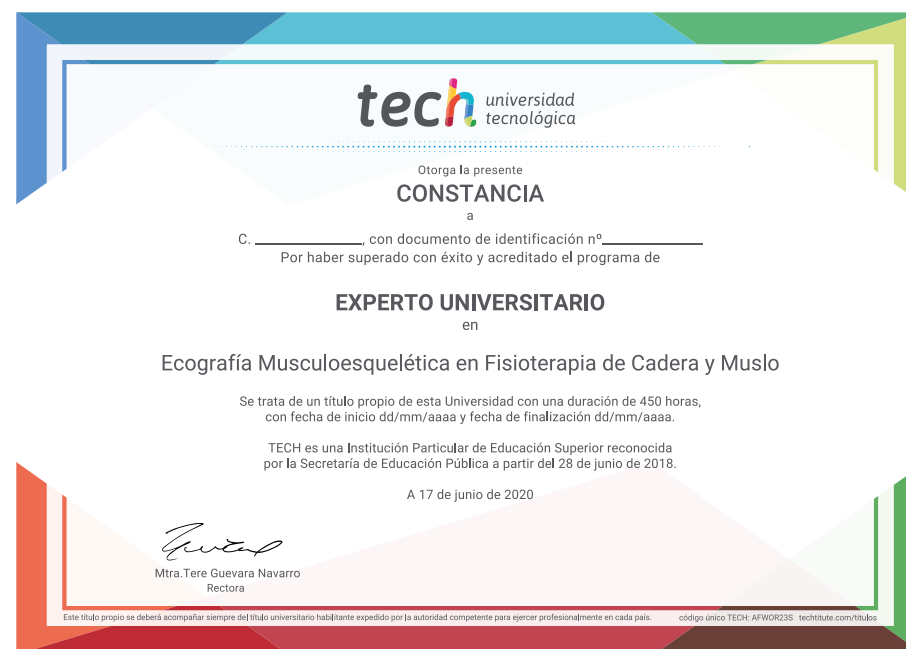 tech universidad
tecnológica
Otorga la presente
CONSTANCIA
a
C. ____________, con documento de identificación nº____________
Por haber superado con éxito y acreditado el programa de
EXPERTO UNIVERSITARIO
en
Ecografía Musculoesquelética en Fisioterapia de Cadera y Muslo
Se trata de un título propio de esta Universidad con una duración de 450 horas,
con fecha de inicio dd/mm/aaaa y fecha de finalización dd/mm/aaaa.
TECH es una Institución Particular de Educación Superior reconocida
por la Secretaría de Educación Pública a partir del 28 de junio de 2018.
A 17 de junio de 2020
Mtra.Tere Guevara Navarro
Rectora
Este título propio se deberá acompañar siempre del título universitario habilitante expedido por la autoridad competente para ejercer profesionalmente en cada país. código único TECH: AFWOR23S techtitute.com/titulos